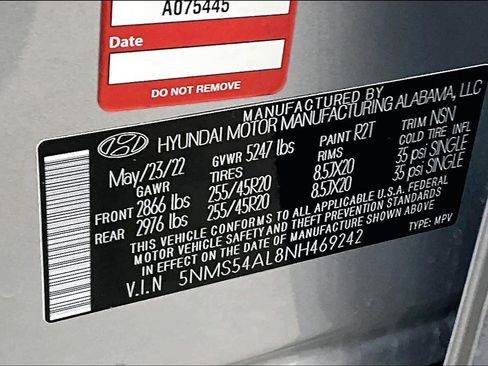 A075445
Date
DO NOT REMOVE
MANUFACTURED BY
HYUNDAI MOTOR MANUFACTURING ALABAMA, LLC
May/23/22 GVWR 5247 lbs PAINT R2T TRIM NSN
GAWR TIRES RIMS COLD TIRE INFL
FRONT 2866 lbs 255/45R20 8.5JX20 35 psi SINGLE
REAR 2976 lbs 255/45R20 8.5JX20 35 psi SINGLE
THIS VEHICLE CONFORMS TO ALL APPLICABLE U.S.A. FEDERAL
MOTOR VEHICLE SAFETY AND THEFT PREVENTION STANDARDS
IN EFFECT ON THE DATE OF MANUFACTURE SHOWN ABOVE
V.I.N 5NMS54AL8NH469242 TYPE: MPV